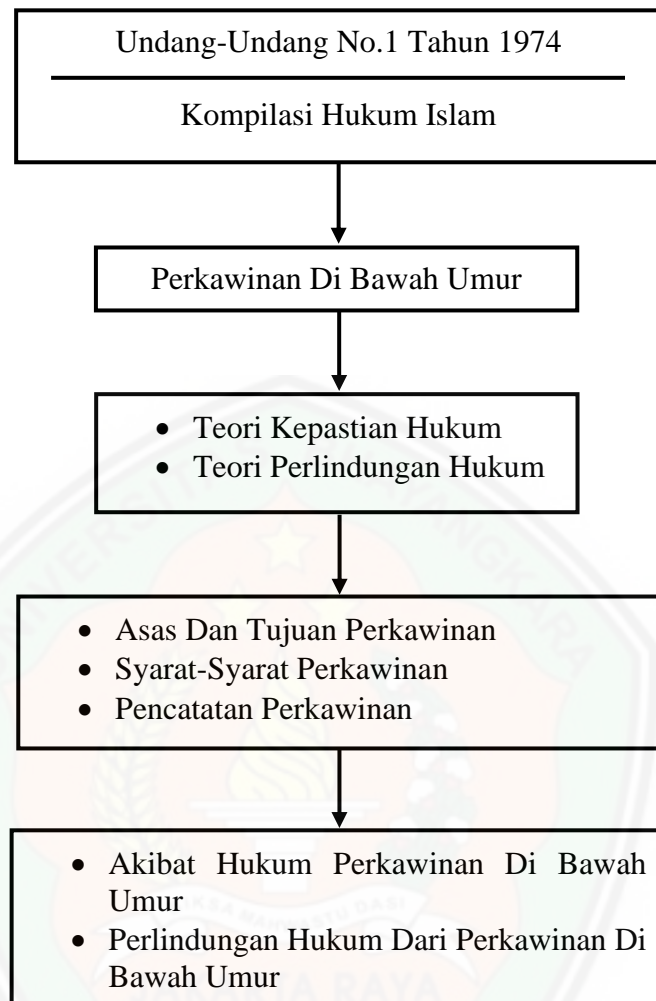 Undang-Undang No.1 Tahun 1974
Kompilasi Hukum Islam
Perkawinan Di Bawah Umur
• Teori Kepastian Hukum
• Teori Perlindungan Hukum
• Asas Dan Tujuan Perkawinan
• Syarat-Syarat Perkawinan
• Pencatatan Perkawinan
• Akibat Hukum Perkawinan Di Bawah
Umur
• Perlindungan Hukum Dari Perkawinan Di
Bawah Umur